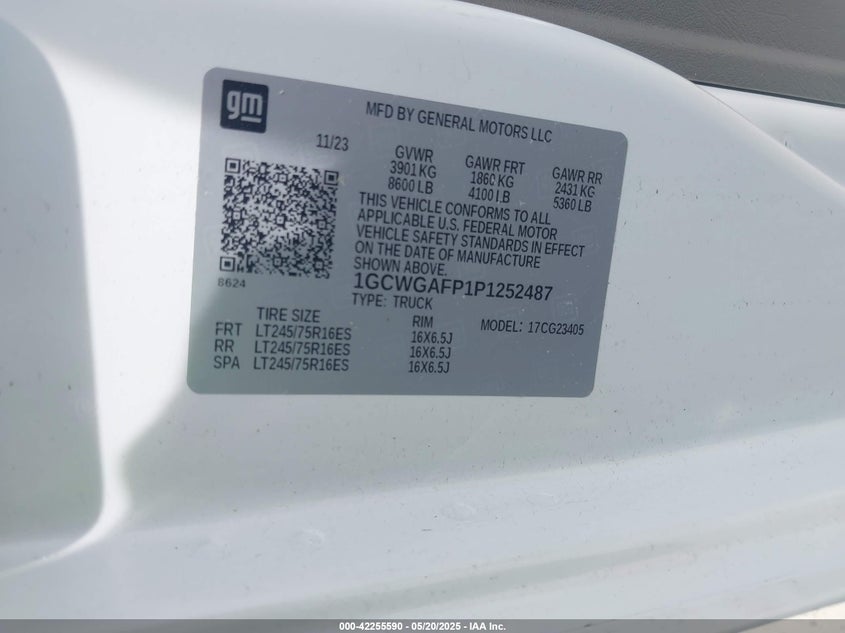 gm
MFD BY GENERAL MOTORS LLC
11/23
GVWR GAWR FRT GAWR RR
3901 KG 1860 KG 2431 KG
8600 LB 4100 LB 5360 LB
THIS VEHICLE CONFORMS TO ALL
APPLICABLE U.S. FEDERAL MOTOR
VEHICLE SAFETY STANDARDS IN EFFECT
ON THE DATE OF MANUFACTURE
SHOWN ABOVE.
8624
1GCWGAFP1P1252487
TYPE: TRUCK
MODEL: 17CG23405
TIRE SIZE RIM
FRT LT245/75R16ES 16X6.5J
RR LT245/75R16ES 16X6.5J
SPA LT245/75R16ES 16X6.5J
000-42255590 - 05/20/2025 - IAA Inc.